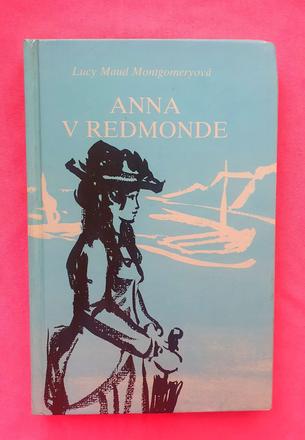 Lucy Maud Montgomeryová
ANNA
V REDMONDE